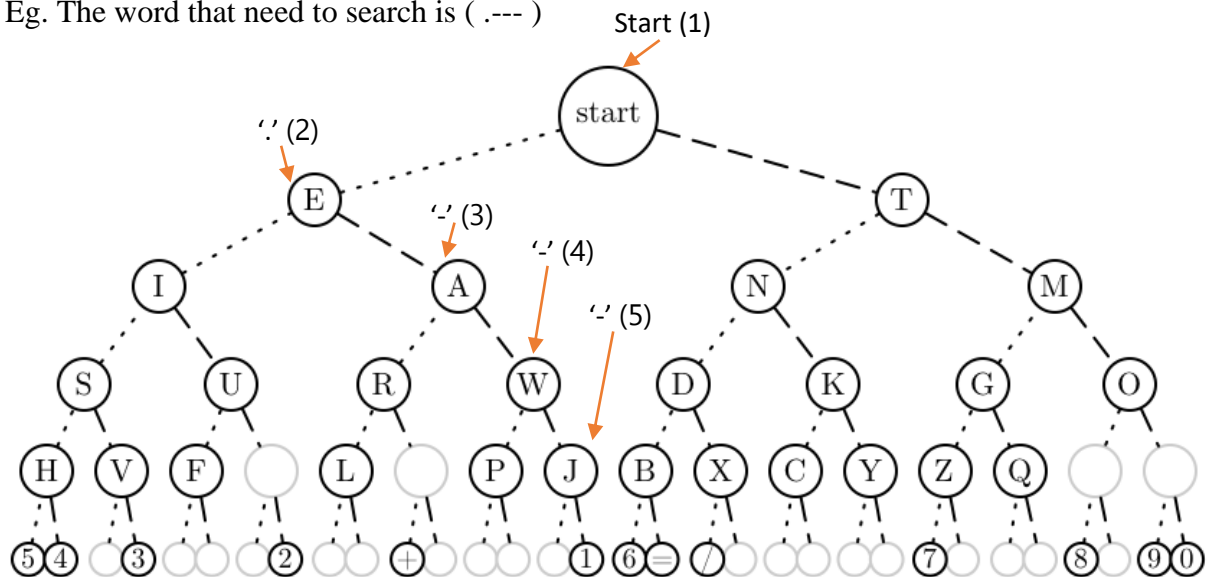 Eg. The word that need to search is ( .--- )
Start (1)
start
‘.’ (2)
E T
‘-’ (3)
‘-’ (4)
I A N M
‘-’ (5)
S U R W D K G O
H V F L P J B X C Y Z Q
5 4 3 2 + 1 6 = / 7 8 9 0